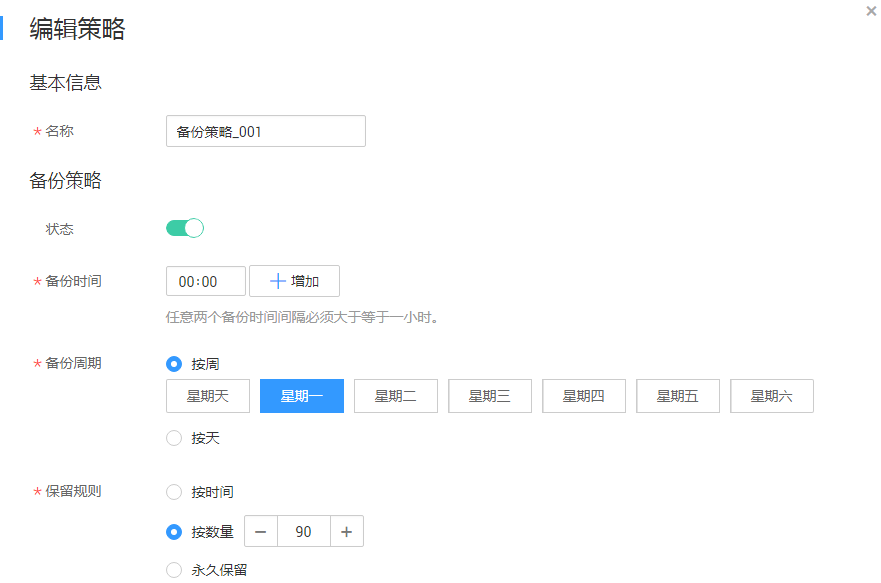 编辑策略
基本信息
* 名称 备份策略_001
备份策略
状态
* 备份时间 00:00 增加
任意两个备份时间间隔必须大于等于一小时。
* 备份周期 按周
星期天 星期一 星期二 星期三 星期四 星期五 星期六
按天
* 保留规则 按时间
按数量 − 90 +
永久保留